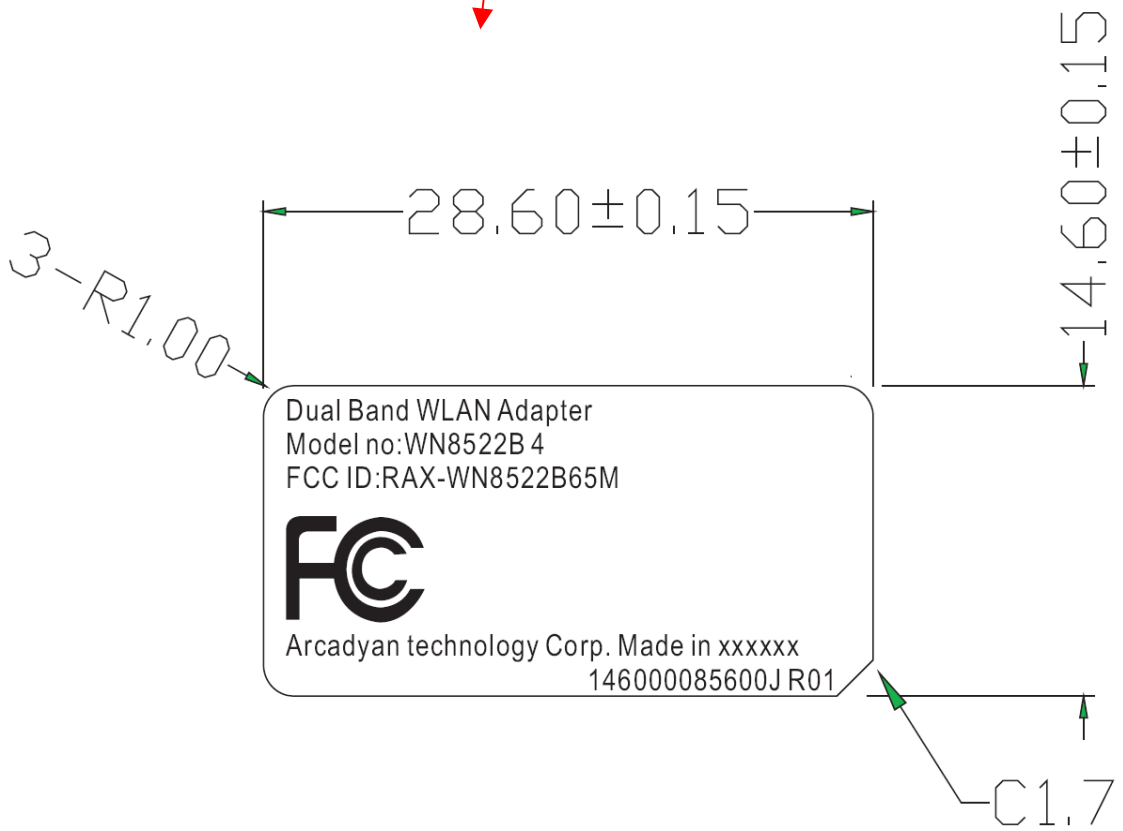 14.60±0.15
28.60±0.15
3-R1.00
Dual Band WLAN Adapter
Model no:WN8522B 4
FCC ID:RAX-WN8522B65M
FC
Arcadyan technology Corp. Made in xxxxxx
146000085600J R01
C1.7